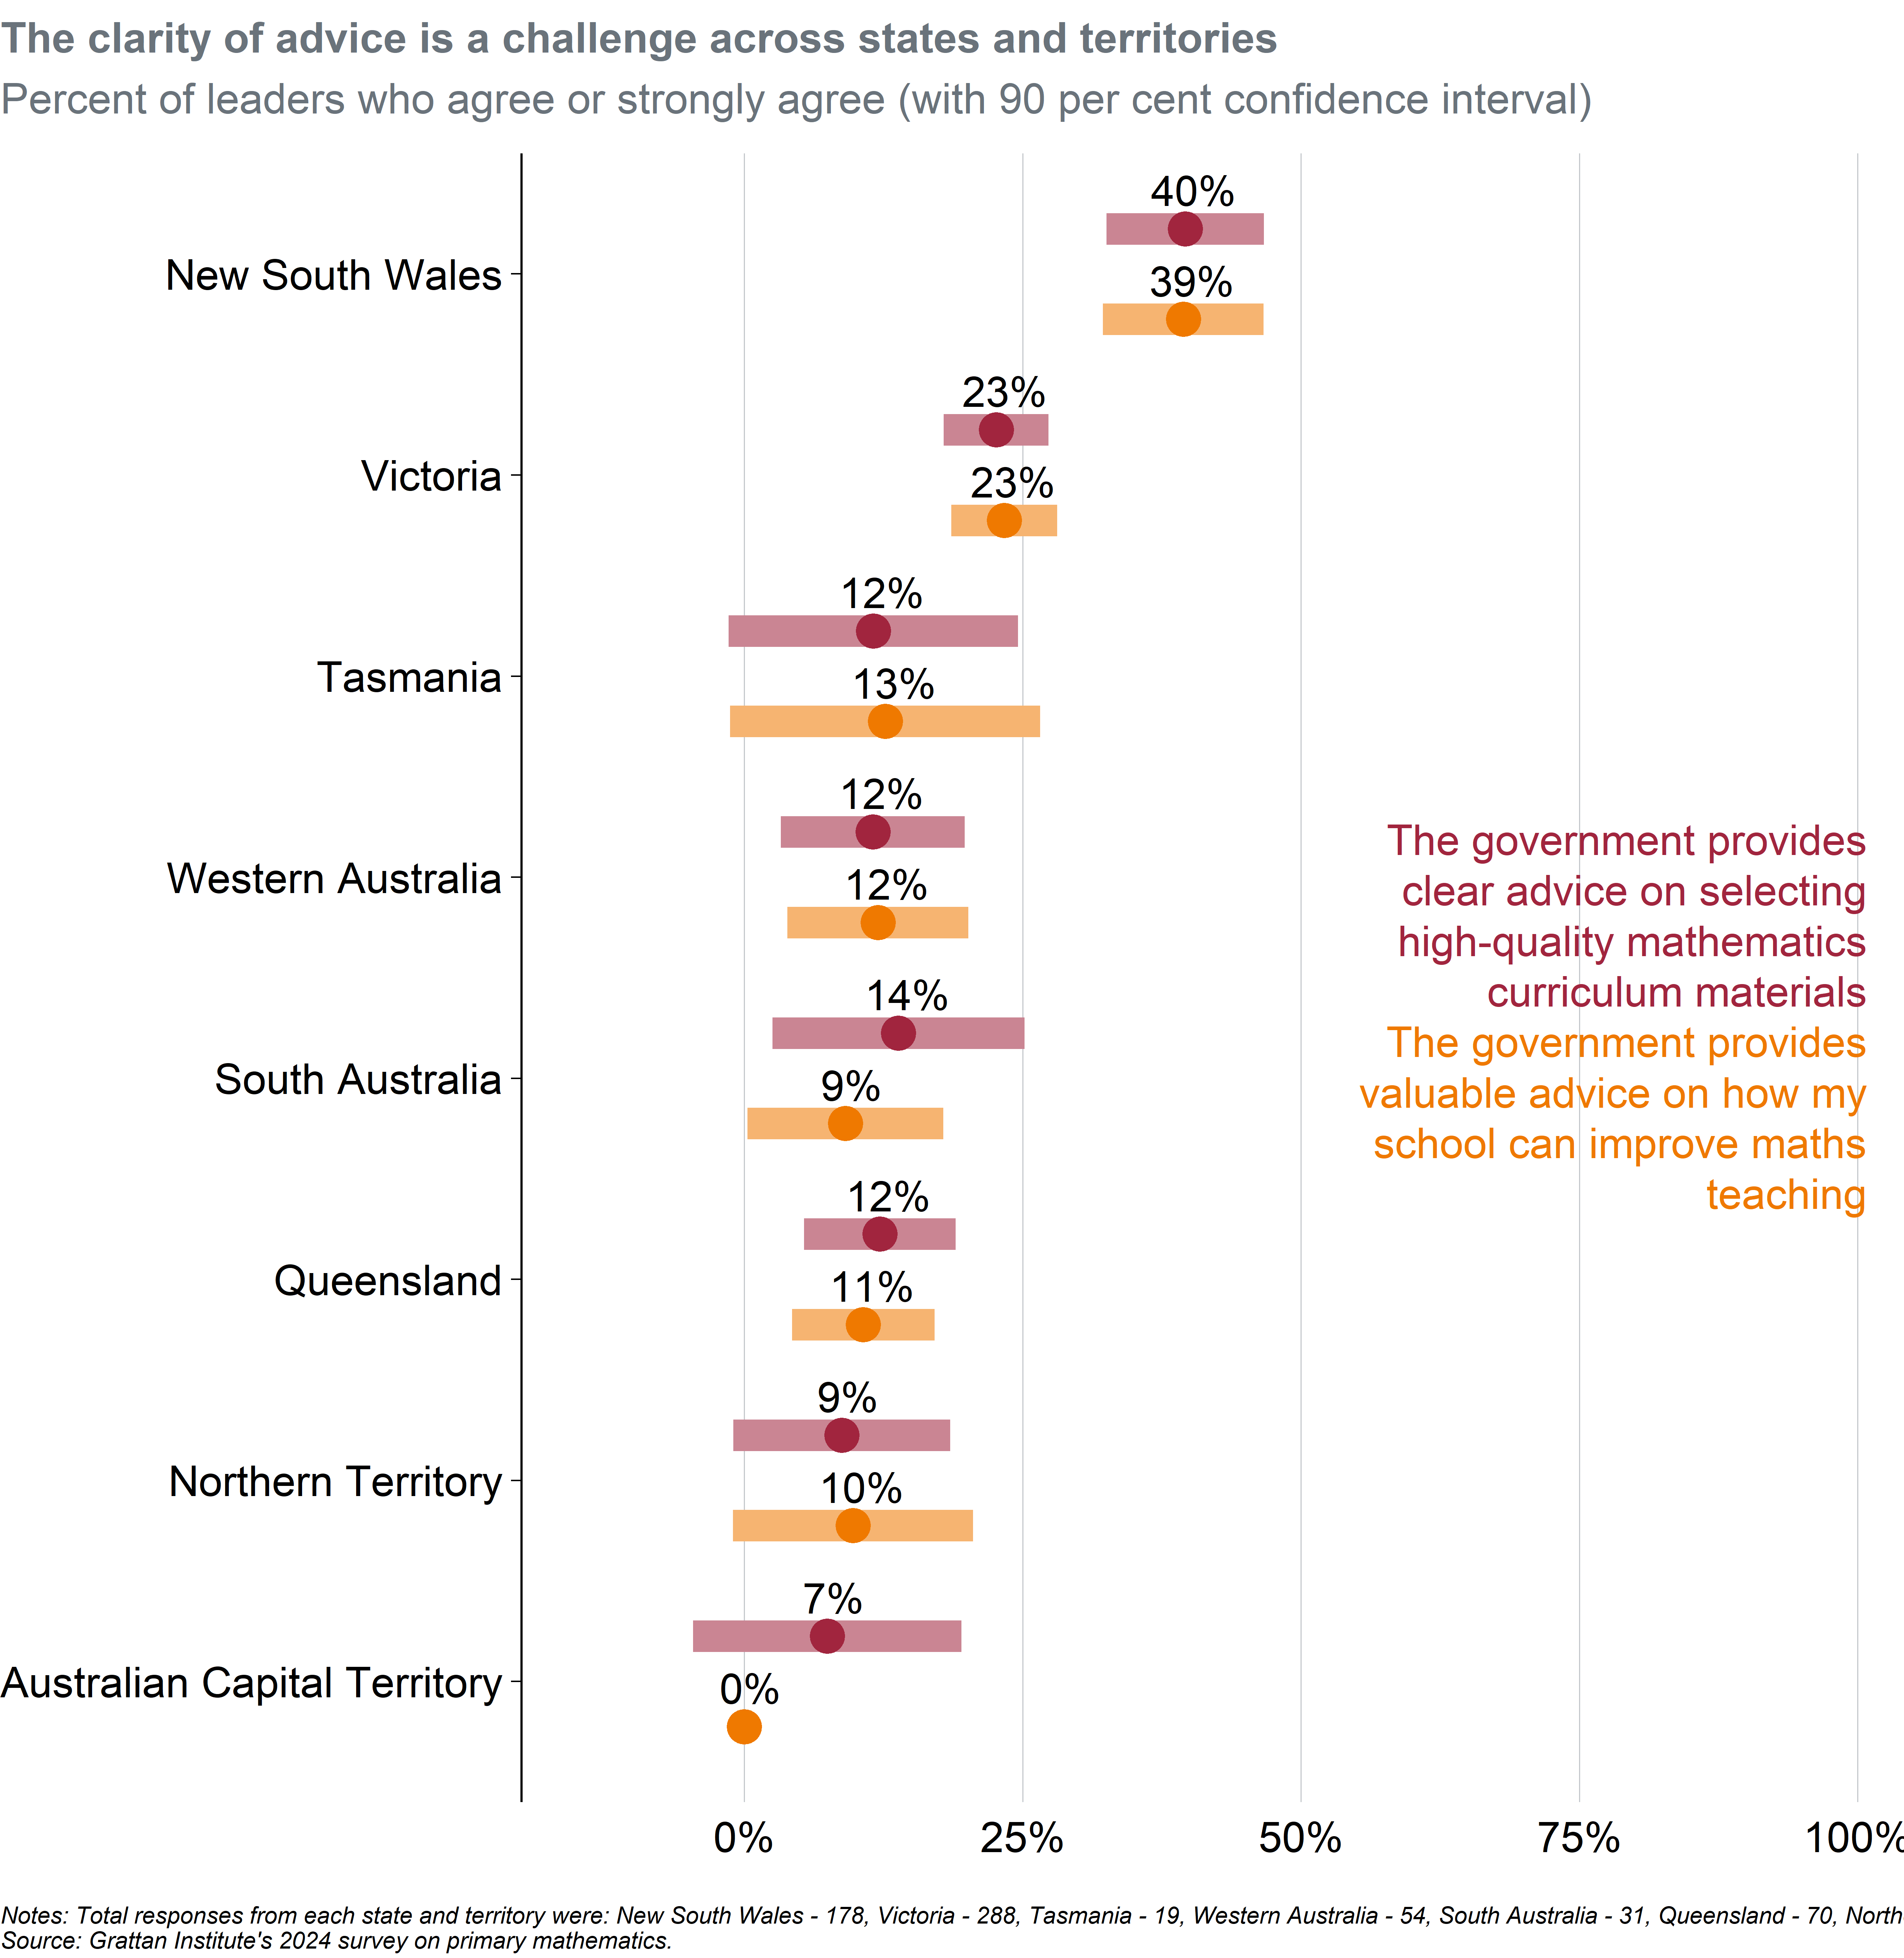 The clarity of advice is a challenge across states and territories
Percent of leaders who agree or strongly agree (with 90 per cent confidence interval)
40%
New South Wales
39%
23%
Victoria
23%
12%
Tasmania
13%
12%
Western Australia
12%
14%
South Australia
9%
12%
Queensland
11%
9%
Northern Territory
10%
7%
Australian Capital Territory
0%
The government provides
clear advice on selecting
high-quality mathematics
curriculum materials
The government provides
valuable advice on how my
school can improve maths
teaching
0% 25% 50% 75% 100%
Notes: Total responses from each state and territory were: New South Wales - 178, Victoria - 288, Tasmania - 19, Western Australia - 54, South Australia - 31, Queensland - 70, North
Source: Grattan Institute's 2024 survey on primary mathematics.